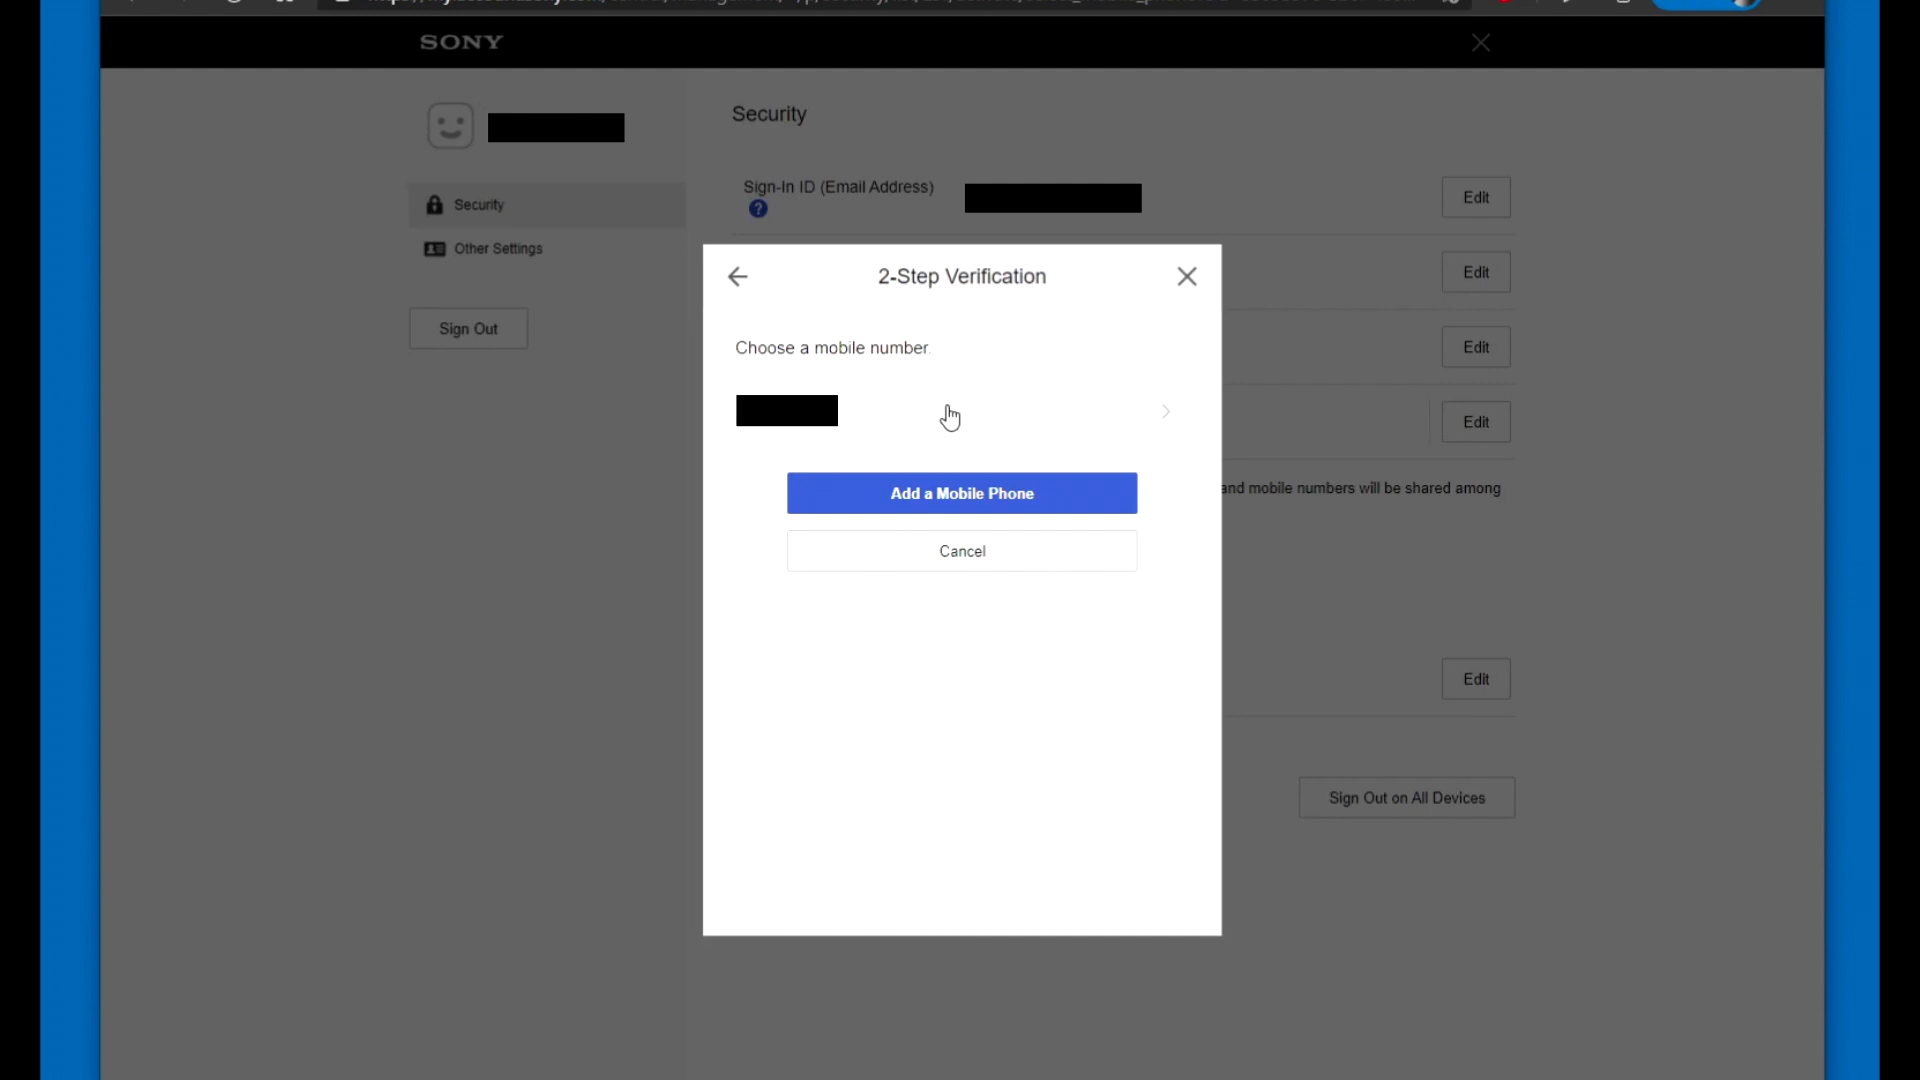 SONY
Security
Sign-In ID (Email Address)
?
Edit
Security
Other Settings
Sign Out
2-Step Verification
Edit
Choose a mobile number.
Edit
Edit
Add a Mobile Phone
and mobile numbers will be shared among
Cancel
Edit
Sign Out on All Devices